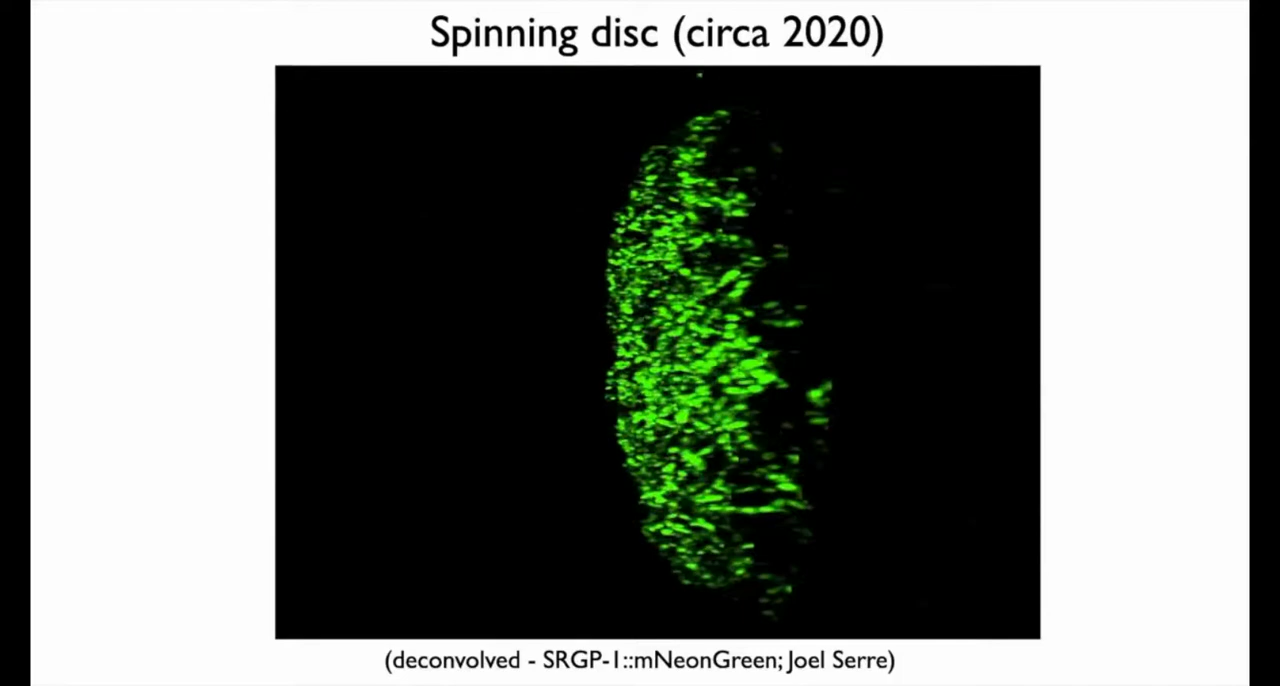 Spinning disc (circa 2020)
(deconvolved - SRGP-1::mNeonGreen; Joel Serre)